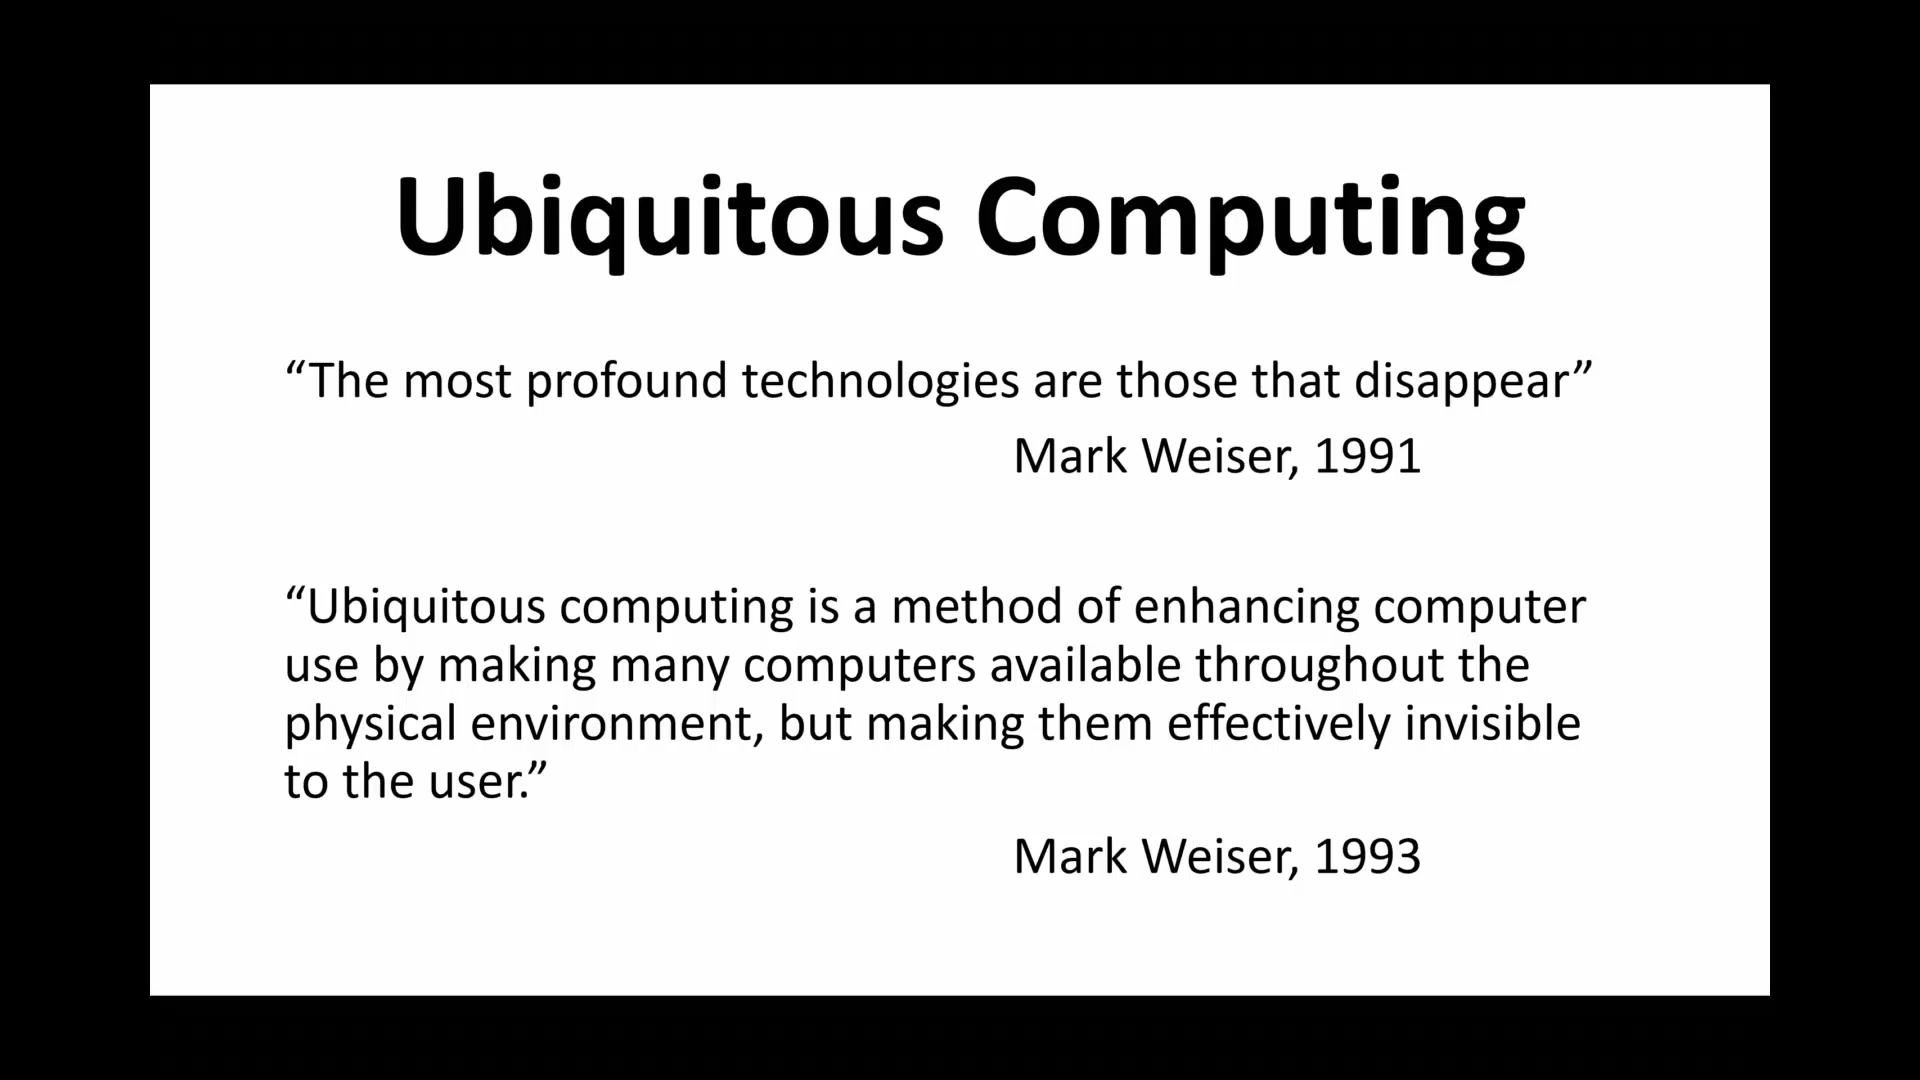 Ubiquitous Computing
“The most profound technologies are those that disappear”
Mark Weiser, 1991
“Ubiquitous computing is a method of enhancing computer
use by making many computers available throughout the
physical environment, but making them effectively invisible
to the user.”
Mark Weiser, 1993